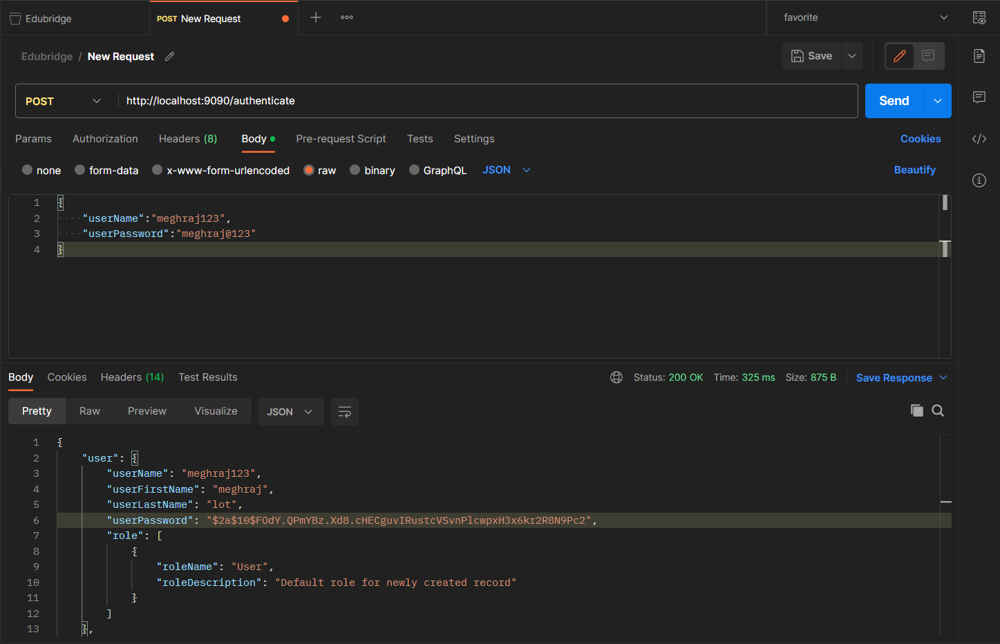 Edubridge
POST New Request
favorite
Edubridge / New Request
Save
POST http://localhost:9090/authenticate
Send
Params Authorization Headers (8) Body Pre-request Script Tests Settings Cookies
none form-data x-www-form-urlencoded raw binary GraphQL JSON Beautify
1 {
2 "userName":"meghraj123",
3 "userPassword":"meghraj@123"
4 }
Body Cookies Headers (14) Test Results Status: 200 OK Time: 325 ms Size: 875 B Save Response
Pretty Raw Preview Visualize JSON
1 {
2 "user": {
3 "userName": "meghraj123",
4 "userFirstName": "meghraj",
5 "userLastName": "lot",
6 "userPassword": "$2a$10$FOdY.QPmYBz.Xd8.cHECguvIRustcVSvnPlcwpxH3x6kr2R8N9Pc2",
7 "role": [
8 {
9 "roleName": "User",
10 "roleDescription": "Default role for newly created record"
11 }
12 ]
13 },